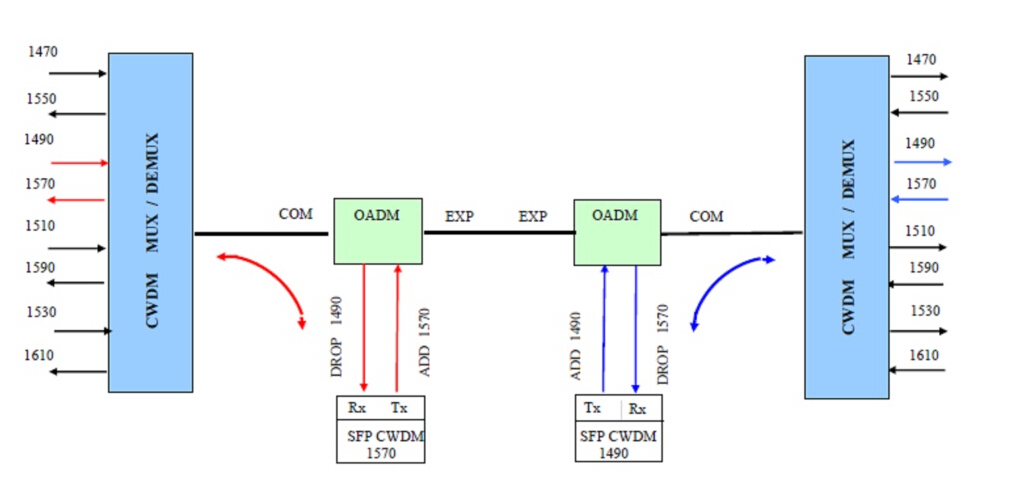 1470
1550
1490
1570
1510
1590
1530
1610
CWDM MUX / DEMUX
COM
OADM
EXP
EXP
OADM
COM
DROP 1490
ADD 1570
ADD 1490
DROP 1570
Rx Tx
SFP CWDM
1570
Tx Rx
SFP CWDM
1490
CWDM MUX / DEMUX
1470
1550
1490
1570
1510
1590
1530
1610